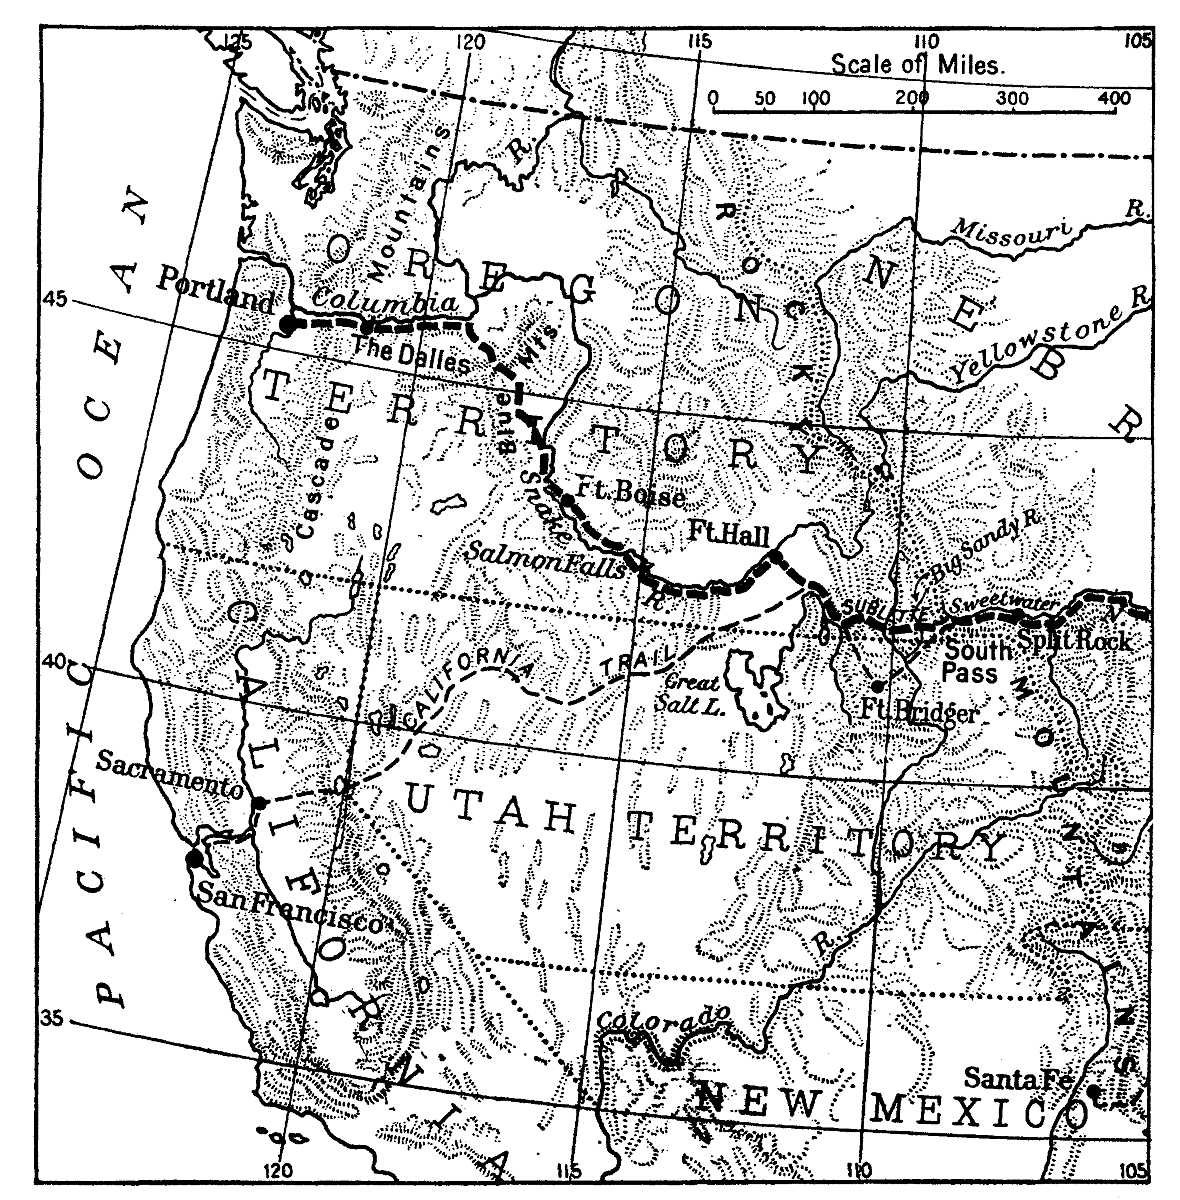 125 120 115 110 105
Scale of Miles.
0 50 100 200 300 400
PACIFIC OCEAN
45
40
35
OREGON
TERRITORY
Cascade Mountains
R.
ROCKY
MOUNTAINS
NEBR
Missouri R.
Yellowstone R.
Portland
Columbia
The Dalles
Blue Mts.
Snake
R.
Ft. Boise
Salmon Falls
Ft. Hall
Big Sandy R.
SUBLETTE
Sweetwater
South
Pass
Split Rock
Ft. Bridger
Great
Salt L.
CALIFORNIA TRAIL
Sacramento
San Francisco
CALIFORNIA
UTAH TERRITORY
Colorado R.
NEW MEXICO
Santa Fe
120 115 110 105